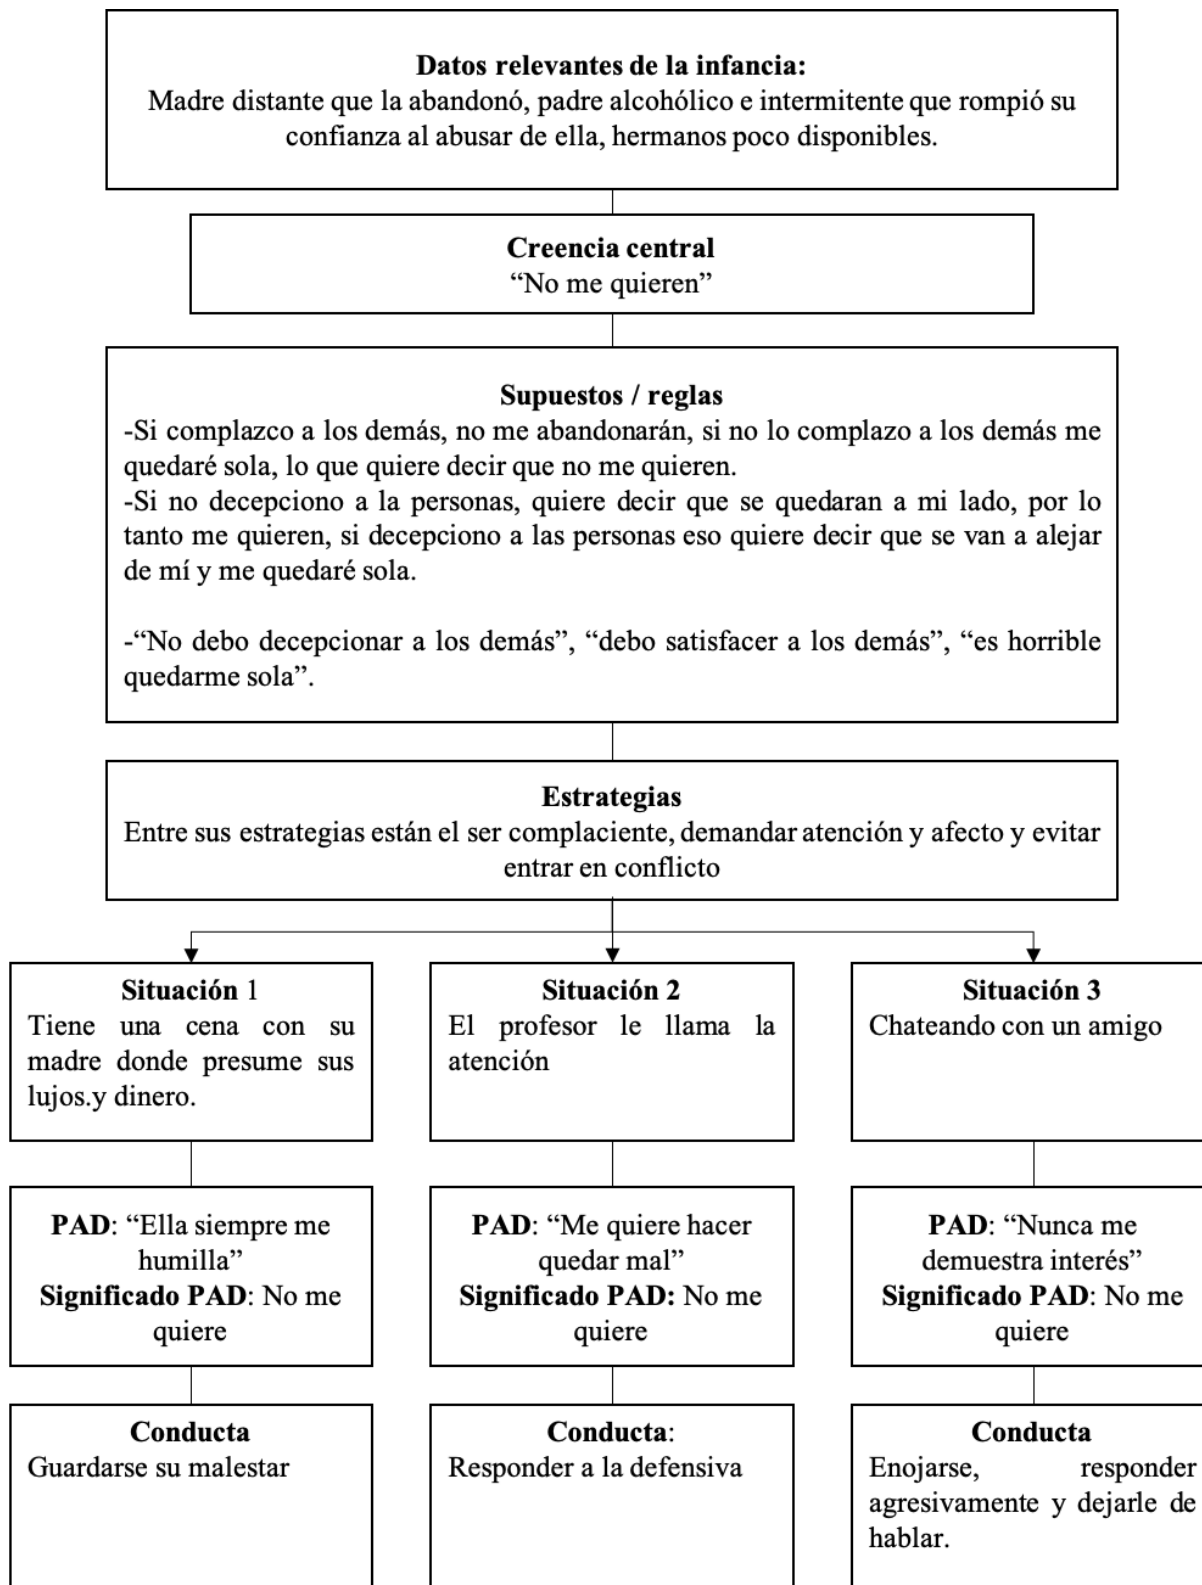 Datos relevantes de la infancia:
Madre distante que la abandonó, padre alcohólico e intermitente que rompió su
confianza al abusar de ella, hermanos poco disponibles.
Creencia central
“No me quieren”
Supuestos / reglas
-Si complazco a los demás, no me abandonarán, si no lo complazo a los demás me
quedaré sola, lo que quiere decir que no me quieren.
-Si no decepciono a la personas, quiere decir que se quedaran a mi lado, por lo
tanto me quieren, si decepciono a las personas eso quiere decir que se van a alejar
de mí y me quedaré sola.
-“No debo decepcionar a los demás”, “debo satisfacer a los demás”, “es horrible
quedarme sola”.
Estrategias
Entre sus estrategias están el ser complaciente, demandar atención y afecto y evitar
entrar en conflicto
Situación 1
Tiene una cena con su
madre donde presume sus
lujos.y dinero.
Situación 2
El profesor le llama la
atención
Situación 3
Chateando con un amigo
PAD: “Ella siempre me
humilla”
Significado PAD: No me
quiere
PAD: “Me quiere hacer
quedar mal”
Significado PAD: No me
quiere
PAD: “Nunca me
demuestra interés”
Significado PAD: No me
quiere
Conducta
Guardarse su malestar
Conducta:
Responder a la defensiva
Conducta
Enojarse, responder
agresivamente y dejarle de
hablar.